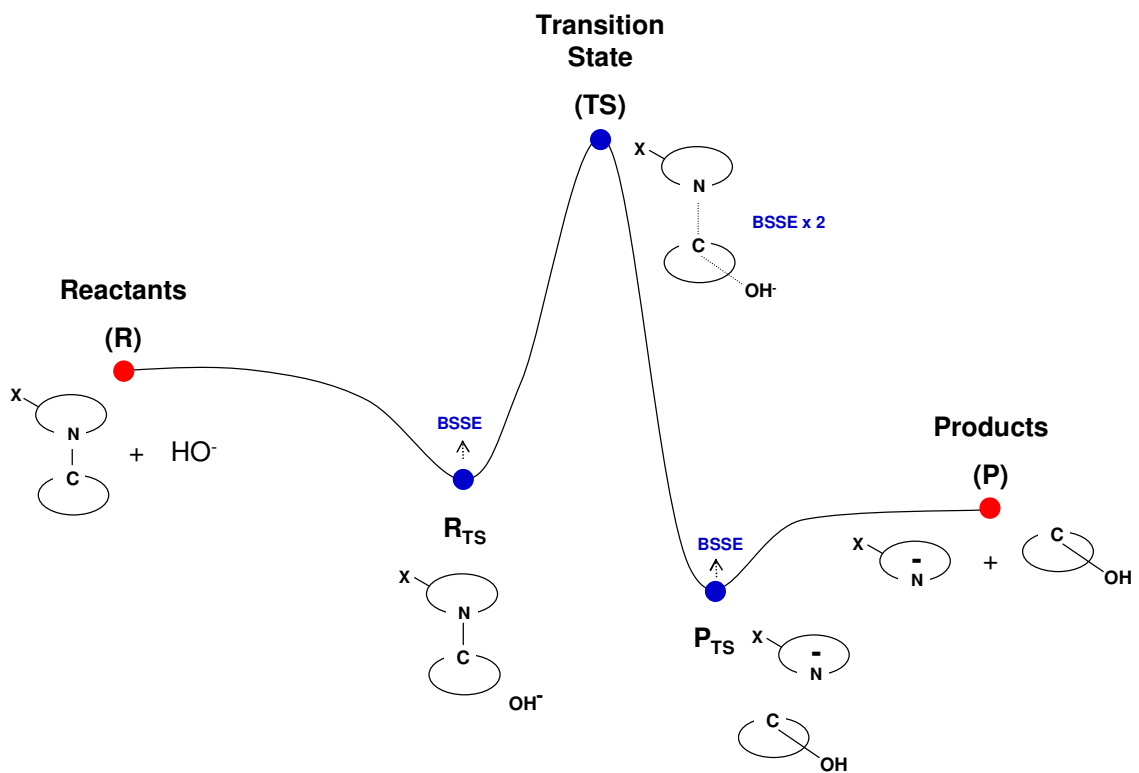 Transition
State
(TS)
X
N
C
OH-
BSSE x 2
Reactants
(R)
X
N
C
+ HO-
BSSE
RTS
X
N
C
OH-
BSSE
PTS
X
-
N
C
OH
Products
(P)
X
-
N
+
C
OH